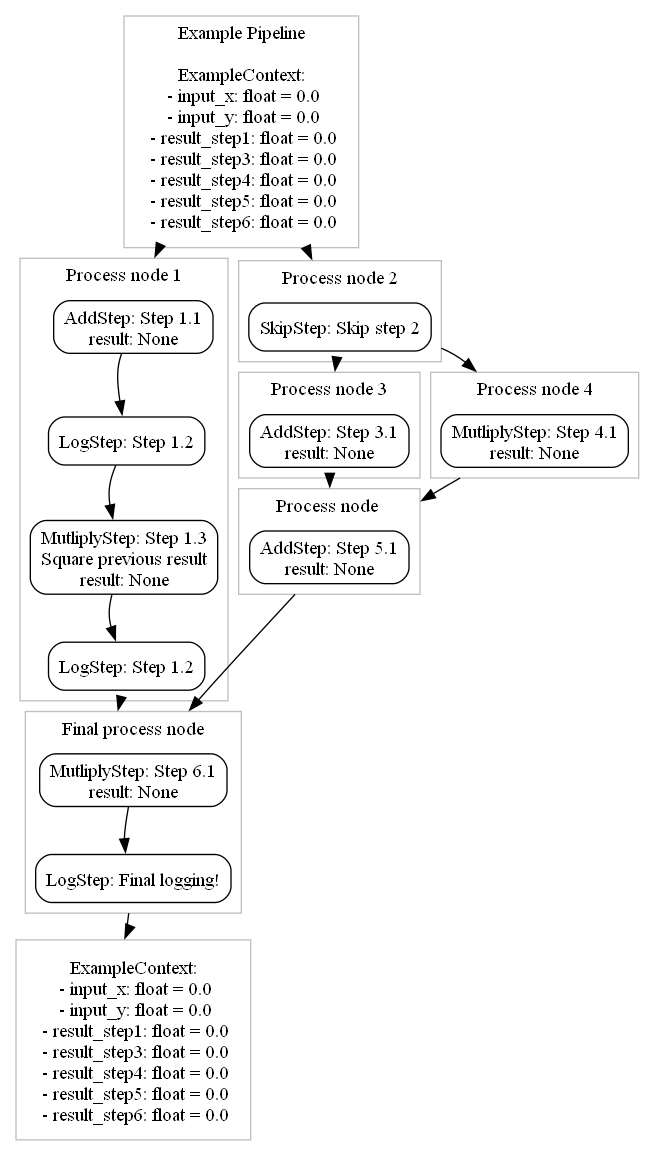 Example Pipeline
ExampleContext:
- input_x: float = 0.0
- input_y: float = 0.0
- result_step1: float = 0.0
- result_step3: float = 0.0
- result_step4: float = 0.0
- result_step5: float = 0.0
- result_step6: float = 0.0
Process node 1
AddStep: Step 1.1
result: None
LogStep: Step 1.2
MutliplyStep: Step 1.3
Square previous result
result: None
LogStep: Step 1.2
Process node 2
SkipStep: Skip step 2
Process node 3
AddStep: Step 3.1
result: None
Process node 4
MutliplyStep: Step 4.1
result: None
Process node
AddStep: Step 5.1
result: None
Final process node
MutliplyStep: Step 6.1
result: None
LogStep: Final logging!
ExampleContext:
- input_x: float = 0.0
- input_y: float = 0.0
- result_step1: float = 0.0
- result_step3: float = 0.0
- result_step4: float = 0.0
- result_step5: float = 0.0
- result_step6: float = 0.0